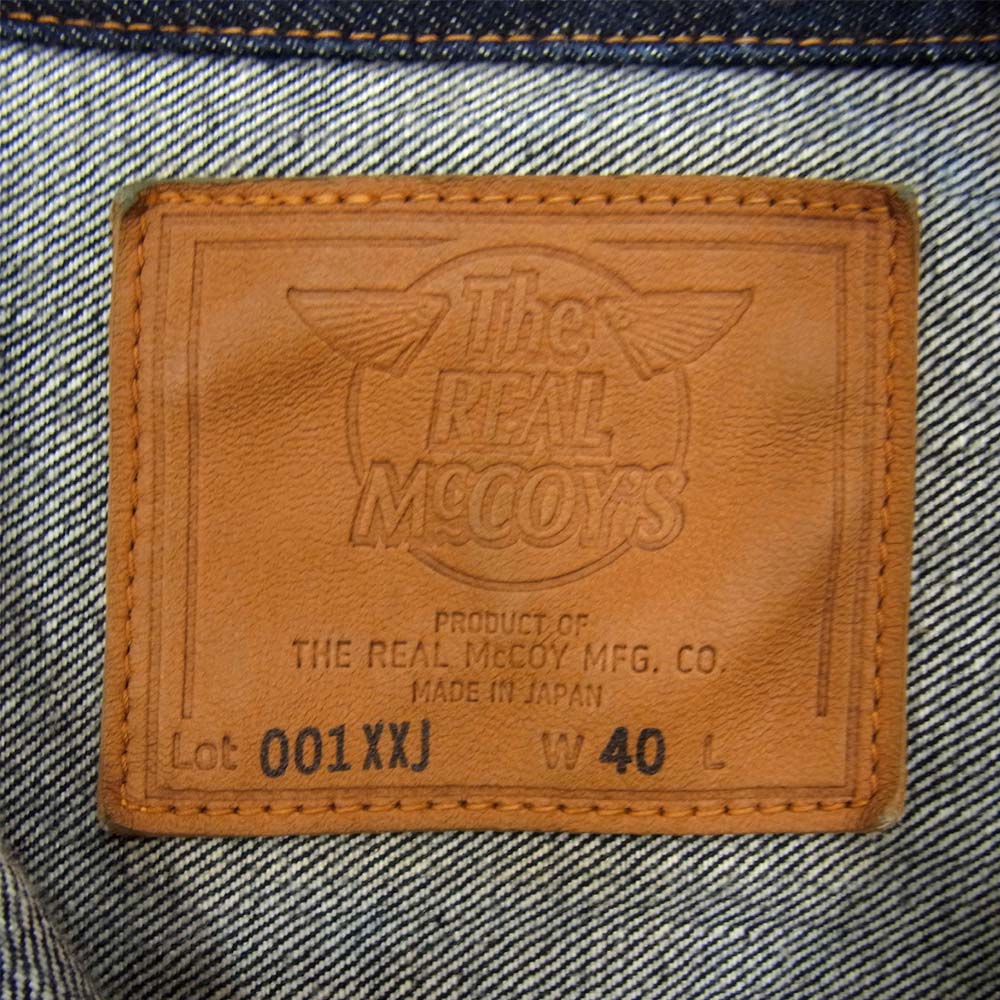 The
REAL
McCOY'S
PRODUCT OF
THE REAL McCOY MFG. CO.
MADE IN JAPAN
Lot 001XXJ W 40 L